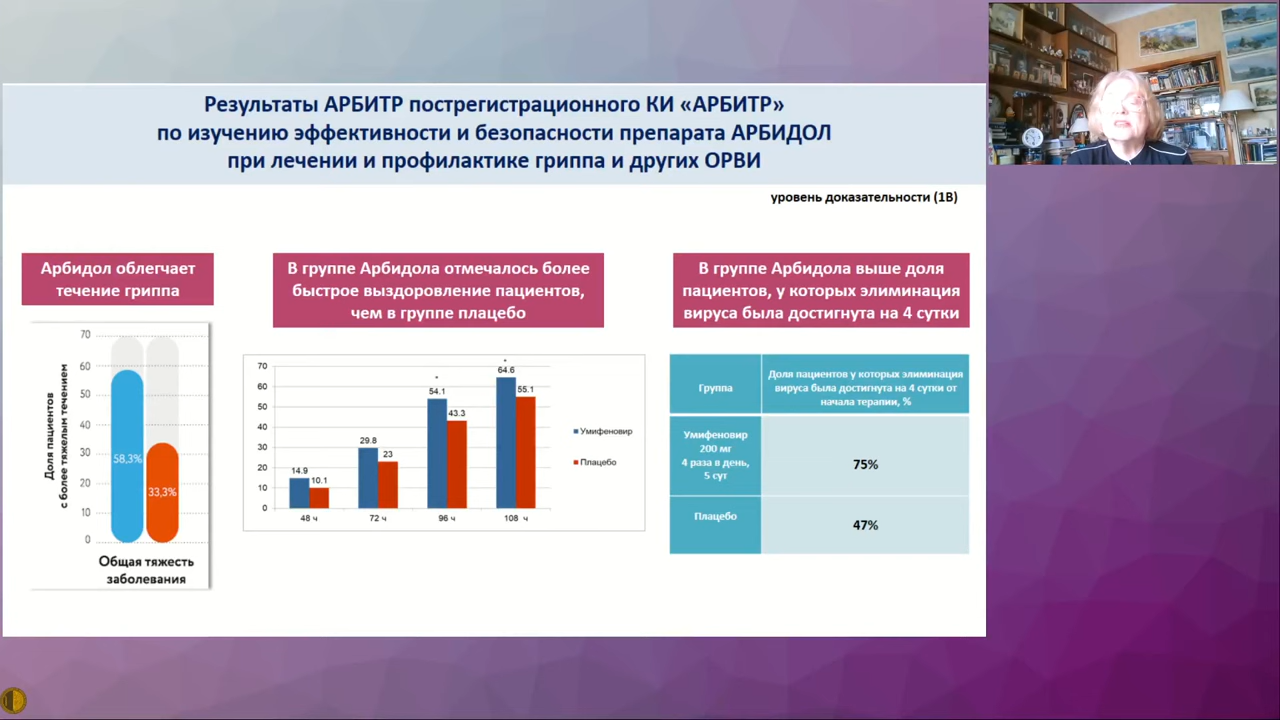 Результаты АРБИТР пострегистрационного КИ «АРБИТР»
по изучению эффективности и безопасности препарата АРБИДОЛ
при лечении и профилактике гриппа и других ОРВИ
уровень доказательности (1В)
Арбидол облегчает
течение гриппа
Доля пациентов
с более тяжелым течением
70
60
50
40
30
20
10
0
58,3%
33,3%
Общая тяжесть
заболевания
В группе Арбидола отмечалось более
быстрое выздоровление пациентов,
чем в группе плацебо
70
60
50
40
30
20
10
0
14.9
10.1
29.8
23
*
54.1
43.3
*
64.6
55.1
48 ч
72 ч
96 ч
108 ч
Умифеновир
Плацебо
В группе Арбидола выше доля
пациентов, у которых элиминация
вируса была достигнута на 4 сутки
Группа
Доля пациентов у которых элиминация
вируса была достигнута на 4 сутки от
начала терапии, %
Умифеновир
200 мг
4 раза в день,
5 сут
75%
Плацебо
47%